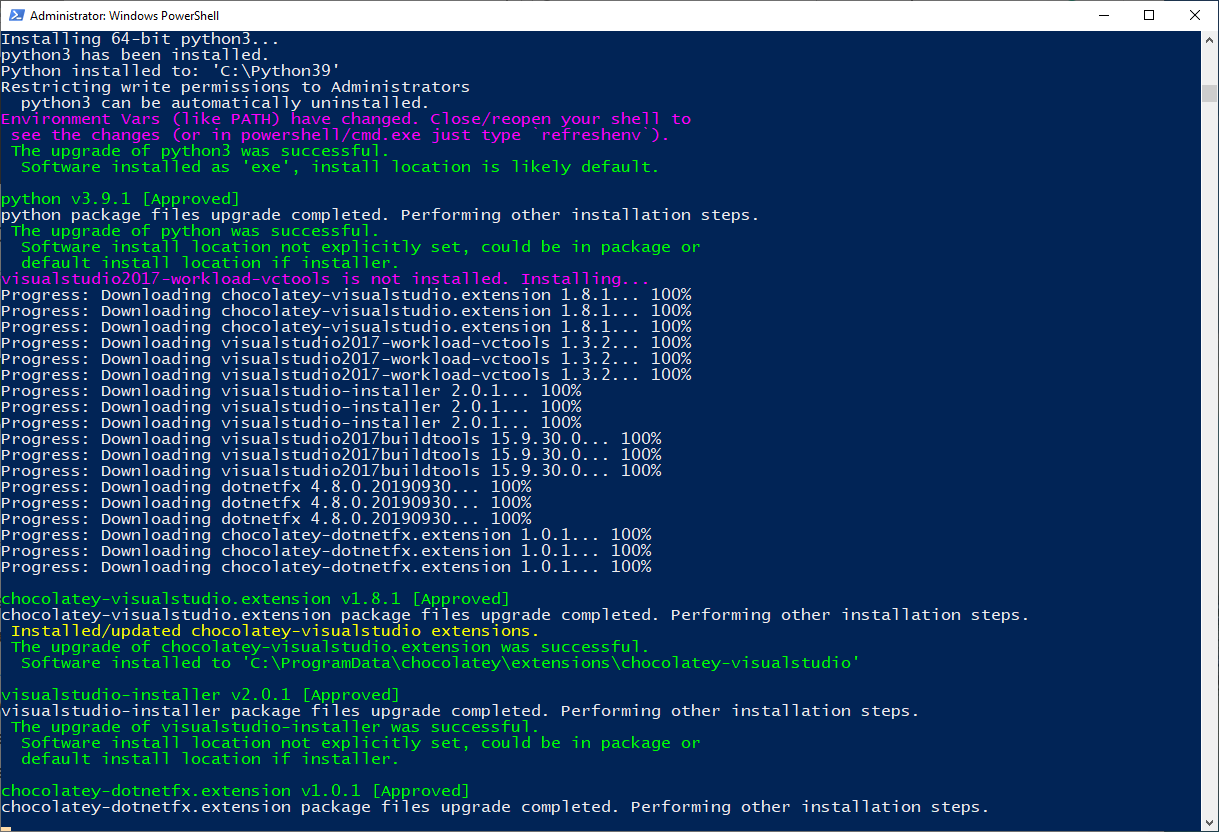 Administrator: Windows PowerShell
Installing 64-bit python3...
python3 has been installed.
Python installed to: 'C:\Python39'
Restricting write permissions to Administrators
  python3 can be automatically uninstalled.
Environment Vars (like PATH) have changed. Close/reopen your shell to
 see the changes (or in powershell/cmd.exe just type `refreshenv`).
 The upgrade of python3 was successful.
  Software installed as 'exe', install location is likely default.

python v3.9.1 [Approved]
python package files upgrade completed. Performing other installation steps.
 The upgrade of python was successful.
  Software install location not explicitly set, could be in package or
  default install location if installer.
visualstudio2017-workload-vctools is not installed. Installing...
Progress: Downloading chocolatey-visualstudio.extension 1.8.1... 100%
Progress: Downloading chocolatey-visualstudio.extension 1.8.1... 100%
Progress: Downloading chocolatey-visualstudio.extension 1.8.1... 100%
Progress: Downloading visualstudio2017-workload-vctools 1.3.2... 100%
Progress: Downloading visualstudio2017-workload-vctools 1.3.2... 100%
Progress: Downloading visualstudio2017-workload-vctools 1.3.2... 100%
Progress: Downloading visualstudio-installer 2.0.1... 100%
Progress: Downloading visualstudio-installer 2.0.1... 100%
Progress: Downloading visualstudio-installer 2.0.1... 100%
Progress: Downloading visualstudio2017buildtools 15.9.30.0... 100%
Progress: Downloading visualstudio2017buildtools 15.9.30.0... 100%
Progress: Downloading visualstudio2017buildtools 15.9.30.0... 100%
Progress: Downloading dotnetfx 4.8.0.20190930... 100%
Progress: Downloading dotnetfx 4.8.0.20190930... 100%
Progress: Downloading dotnetfx 4.8.0.20190930... 100%
Progress: Downloading chocolatey-dotnetfx.extension 1.0.1... 100%
Progress: Downloading chocolatey-dotnetfx.extension 1.0.1... 100%
Progress: Downloading chocolatey-dotnetfx.extension 1.0.1... 100%

chocolatey-visualstudio.extension v1.8.1 [Approved]
chocolatey-visualstudio.extension package files upgrade completed. Performing other installation steps.
 Installed/updated chocolatey-visualstudio extensions.
 The upgrade of chocolatey-visualstudio.extension was successful.
  Software installed to 'C:\ProgramData\chocolatey\extensions\chocolatey-visualstudio'

visualstudio-installer v2.0.1 [Approved]
visualstudio-installer package files upgrade completed. Performing other installation steps.
 The upgrade of visualstudio-installer was successful.
  Software install location not explicitly set, could be in package or
  default install location if installer.

chocolatey-dotnetfx.extension v1.0.1 [Approved]
chocolatey-dotnetfx.extension package files upgrade completed. Performing other installation steps.